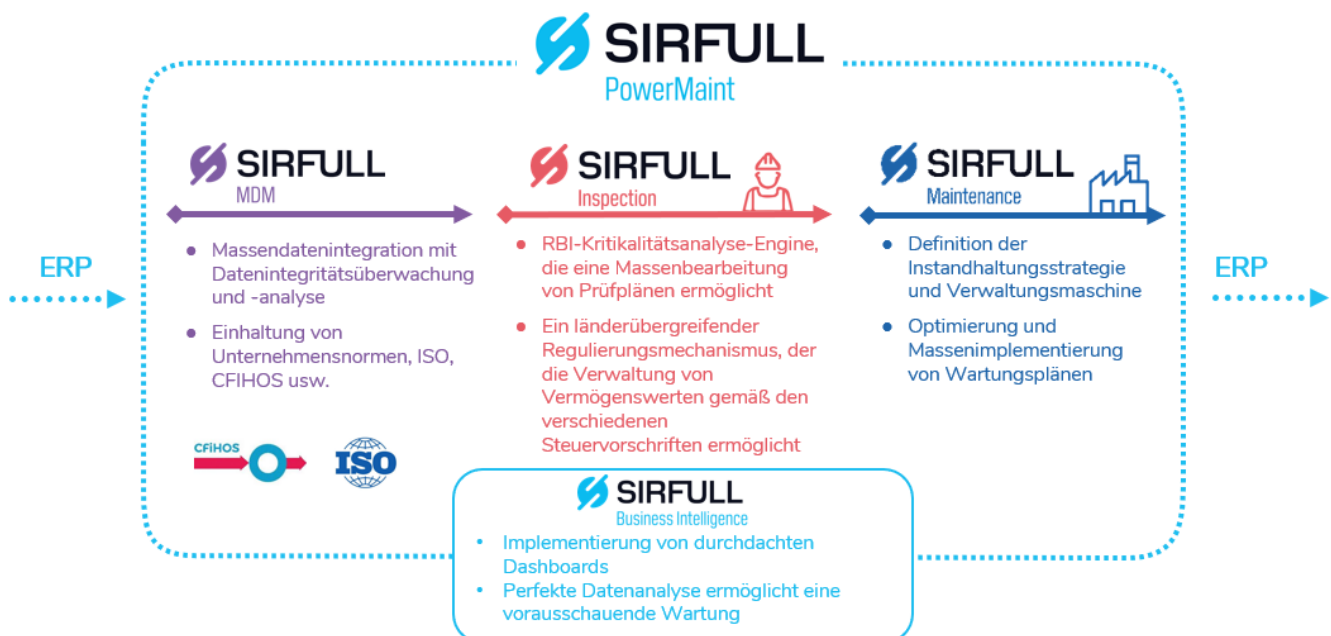 SIRFULL
PowerMaint
ERP
SIRFULL
MDM
Massendatenintegration mit
Datenintegritätsüberwachung
und -analyse
Einhaltung von
Unternehmensnormen, ISO,
CFIHOS usw.
CFiHOS
ISO
SIRFULL
Inspection
RBI-Kritikalitätsanalyse-Engine,
die eine Massenbearbeitung
von Prüfplänen ermöglicht
Ein länderübergreifender
Regulierungsmechanismus, der
die Verwaltung von
Vermögenswerten gemäß den
verschiedenen
Steuervorschriften ermöglicht
SIRFULL
Maintenance
Definition der
Instandhaltungsstrategie
und Verwaltungsmaschine
Optimierung und
Massenimplementierung
von Wartungsplänen
ERP
SIRFULL
Business Intelligence
Implementierung von durchdachten
Dashboards
Perfekte Datenanalyse ermöglicht eine
vorausschauende Wartung